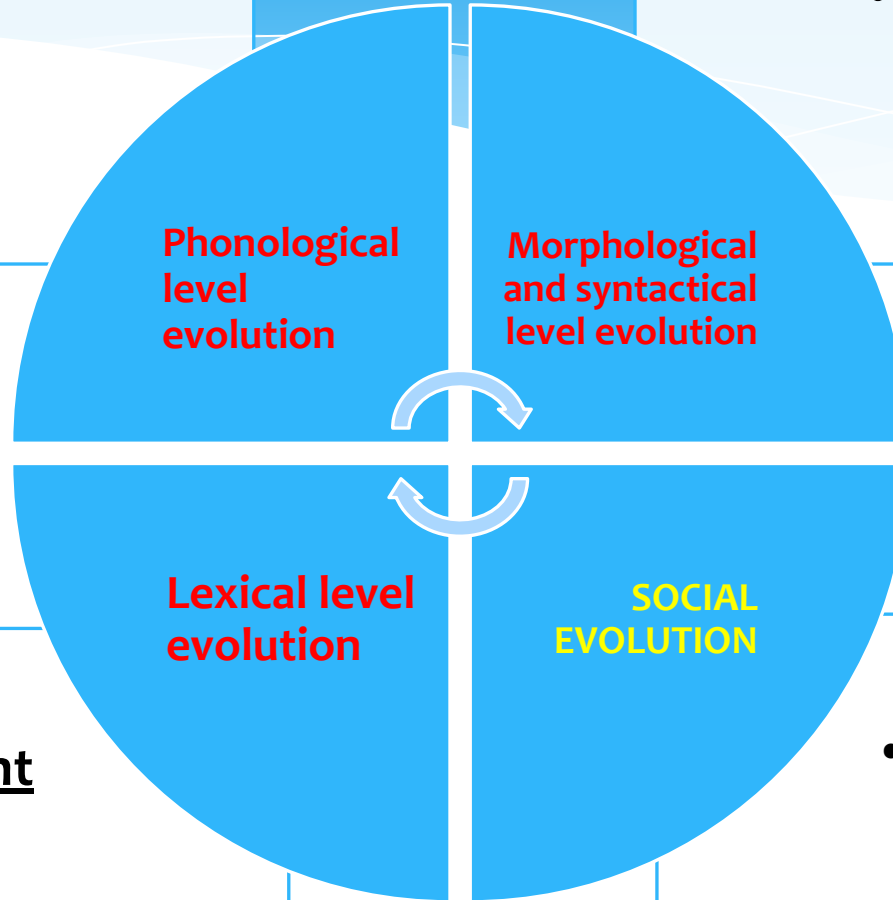 Phonological
level
evolution
Morphological
and syntactical
level evolution
Lexical level
evolution
SOCIAL
EVOLUTION
nt
•